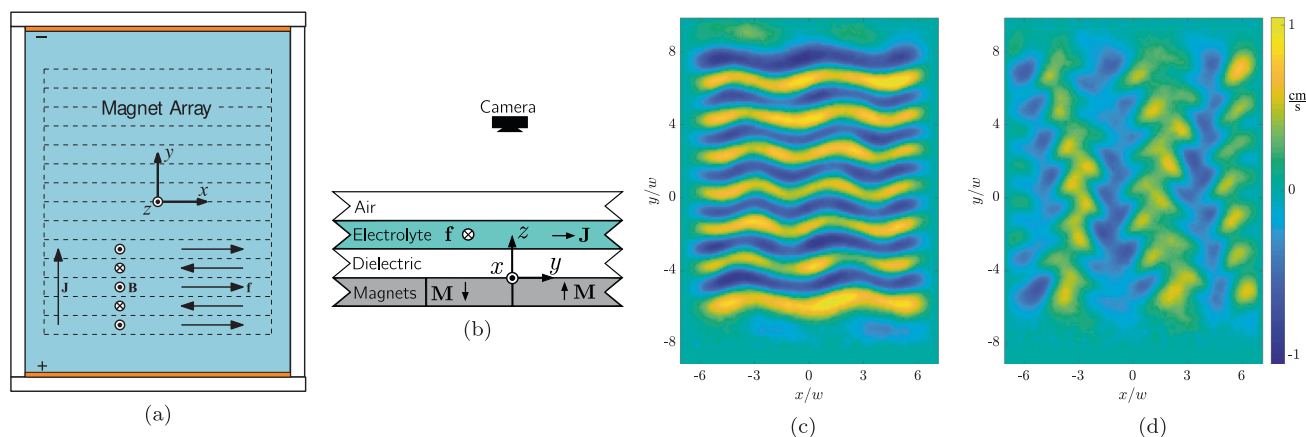 −
Magnet Array
y
x
z
J
B
f
+
(a)
Camera
Air
Electrolyte f z J
Dielectric x y
Magnets M M
(b)
8
4
0
-4
-8
y/w
-6 -3 0 3 6
x/w
(c)
8
4
0
-4
-8
y/w
-6 -3 0 3 6
x/w
(d)
1
cm/s
-1